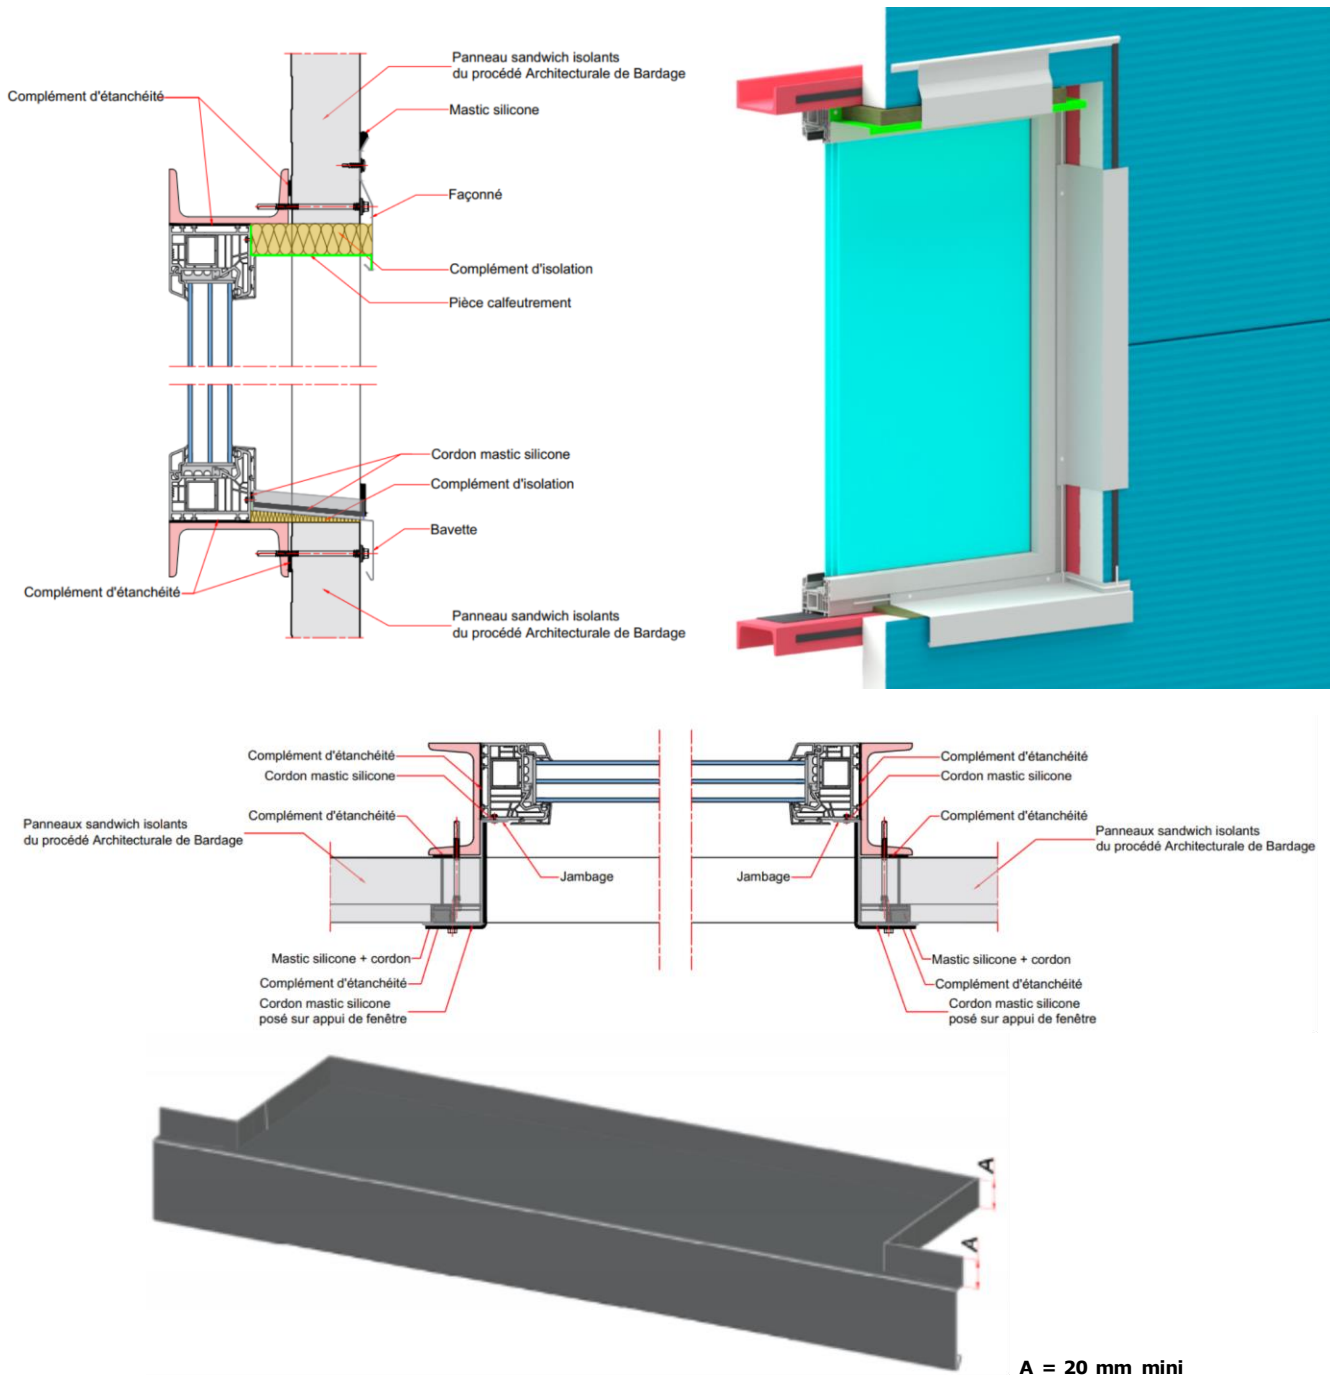 Panneau sandwich isolants
du procédé Architecturale de Bardage
Complément d'étanchéité
Mastic silicone
Façonné
Complément d'isolation
Pièce calfeutrement
Cordon mastic silicone
Complément d'isolation
Bavette
Complément d'étanchéité
Panneau sandwich isolants
du procédé Architecturale de Bardage
Complément d'étanchéité
Cordon mastic silicone
Complément d'étanchéité
Panneaux sandwich isolants
du procédé Architecturale de Bardage
Jambage
Mastic silicone + cordon
Complément d'étanchéité
Cordon mastic silicone
posé sur appui de fenêtre
Complément d'étanchéité
Cordon mastic silicone
Complément d'étanchéité
Panneaux sandwich isolants
du procédé Architecturale de Bardage
Jambage
Mastic silicone + cordon
Complément d'étanchéité
Cordon mastic silicone
posé sur appui de fenêtre
A
A
A = 20 mm mini